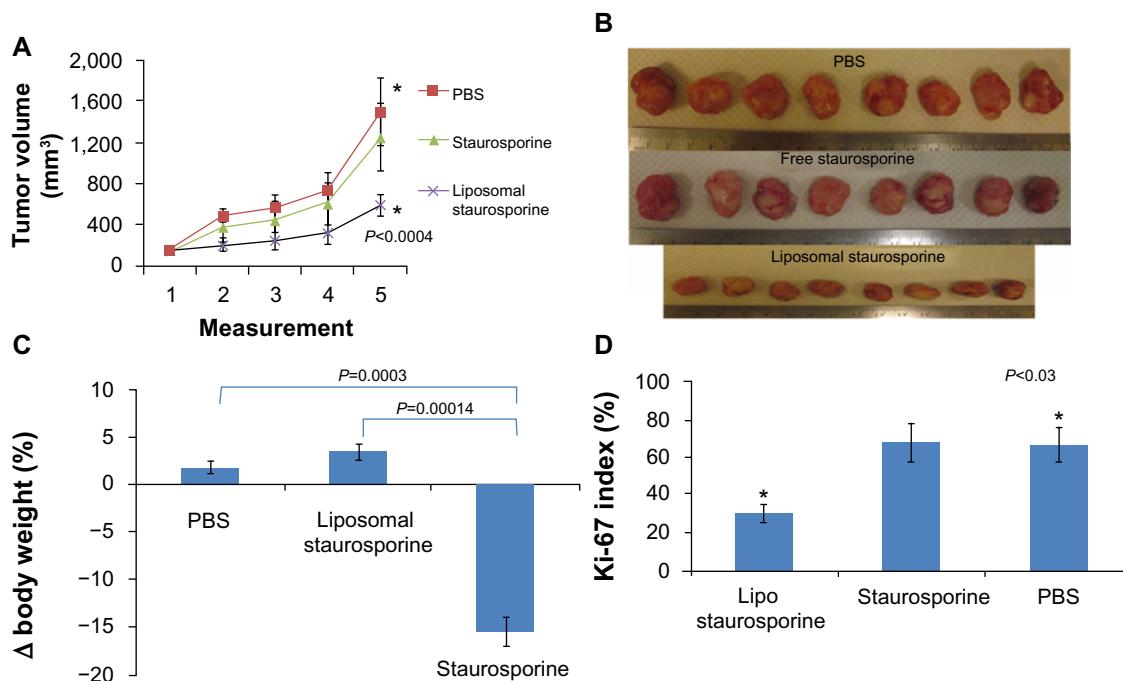 A
2,000
1,600
1,200
800
400
0
Tumor volume
(mm³)
1 2 3 4 5
Measurement
*
*
P<0.0004
PBS
Staurosporine
Liposomal
staurosporine
B
PBS
Free staurosporine
Liposomal staurosporine
C
10
5
0
−5
−10
−15
−20
Δ body weight (%)
P=0.0003
P=0.00014
PBS
Liposomal
staurosporine
Staurosporine
D
100
80
60
40
20
0
Ki-67 index (%)
P<0.03
*
*
Lipo
staurosporine
Staurosporine
PBS